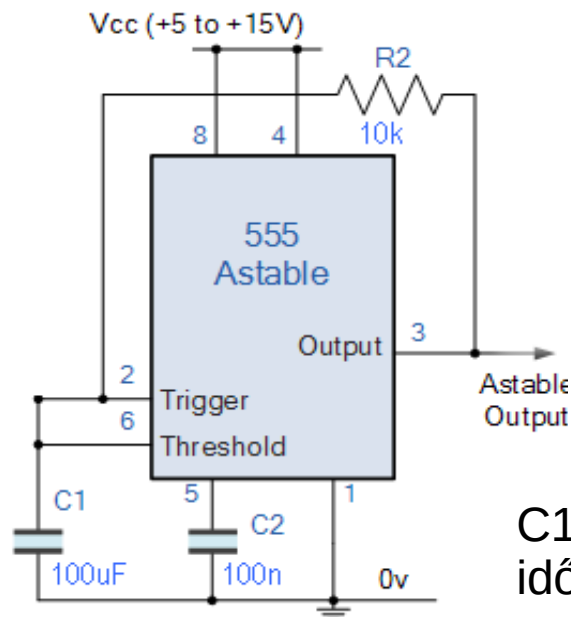 Vcc (+5 to +15V)
R2
10k
8
4
555
Astable
Output
3
Astable
Output
2
Trigger
6
Threshold
5
1
C1
100uF
C2
100n
0v
C1
idő